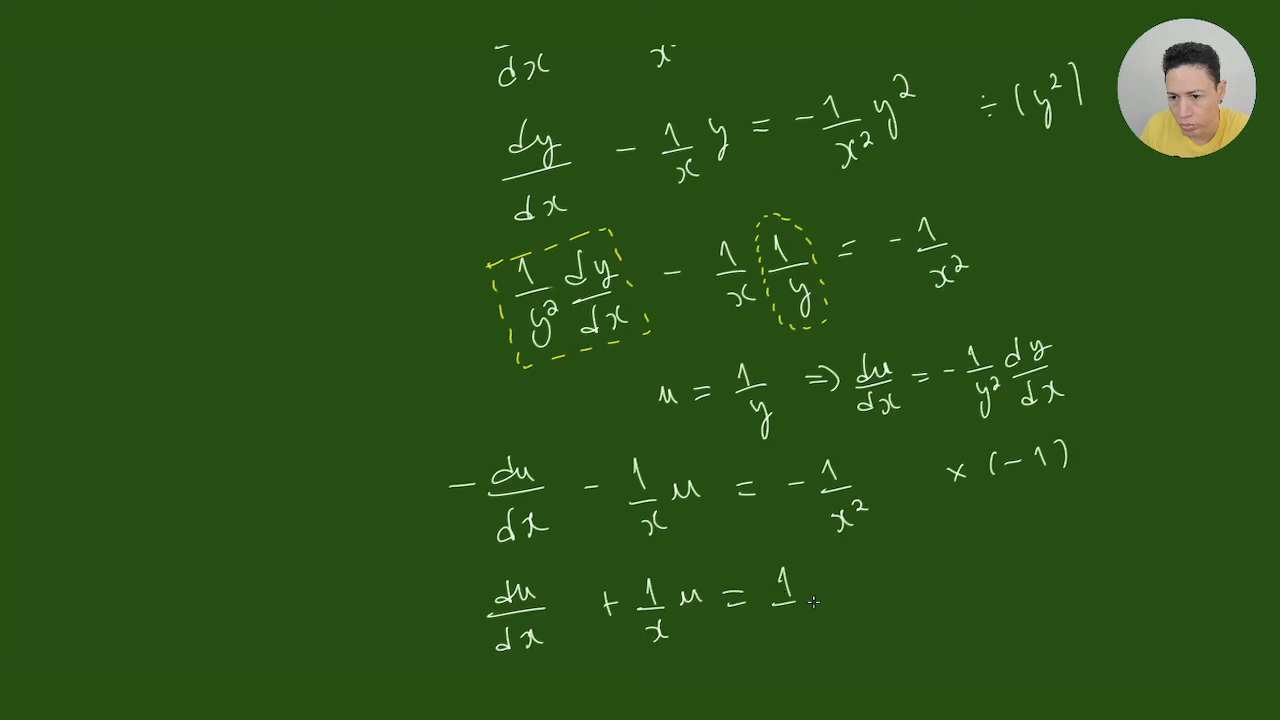 dx x
dy/dx - 1/x y = - 1/x² y² ÷ (y²)
1/y² dy/dx - 1/x 1/y = - 1/x²
u = 1/y ⇒ du/dx = - 1/y² dy/dx
- du/dx - 1/x u = - 1/x² × (-1)
du/dx + 1/x u = 1